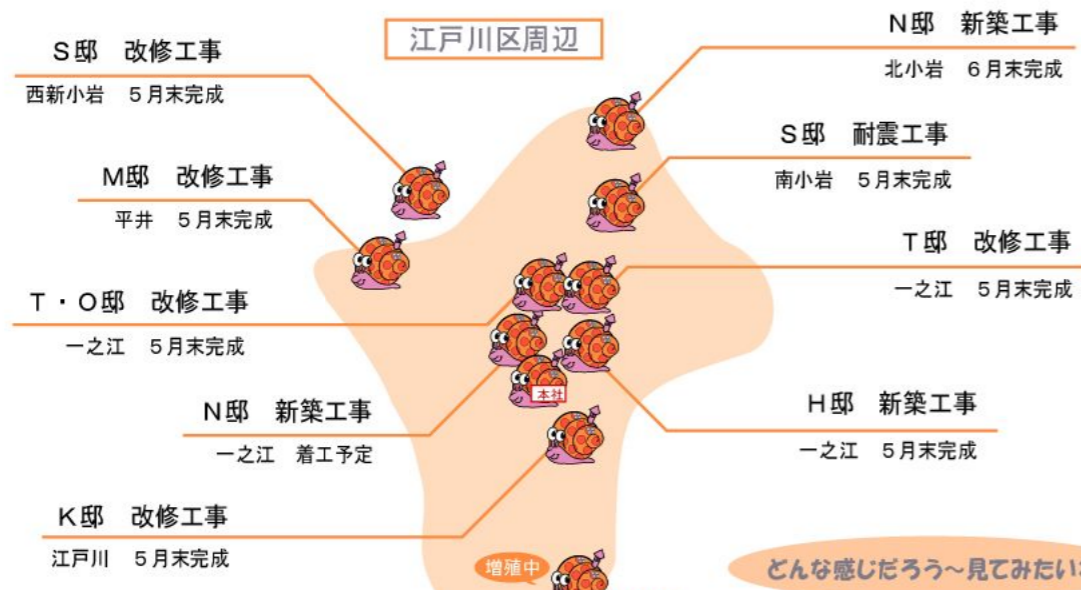 江戸川区周辺
S邸 改修工事
西新小岩 5月末完成
N邸 新築工事
北小岩 6月末完成
S邸 耐震工事
南小岩 5月末完成
M邸 改修工事
平井 5月末完成
T邸 改修工事
一之江 5月末完成
T・O邸 改修工事
一之江 5月末完成
本社
N邸 新築工事
一之江 着工予定
H邸 新築工事
一之江 5月末完成
K邸 改修工事
江戸川 5月末完成
増殖中
どんな感じだろう～見てみたい